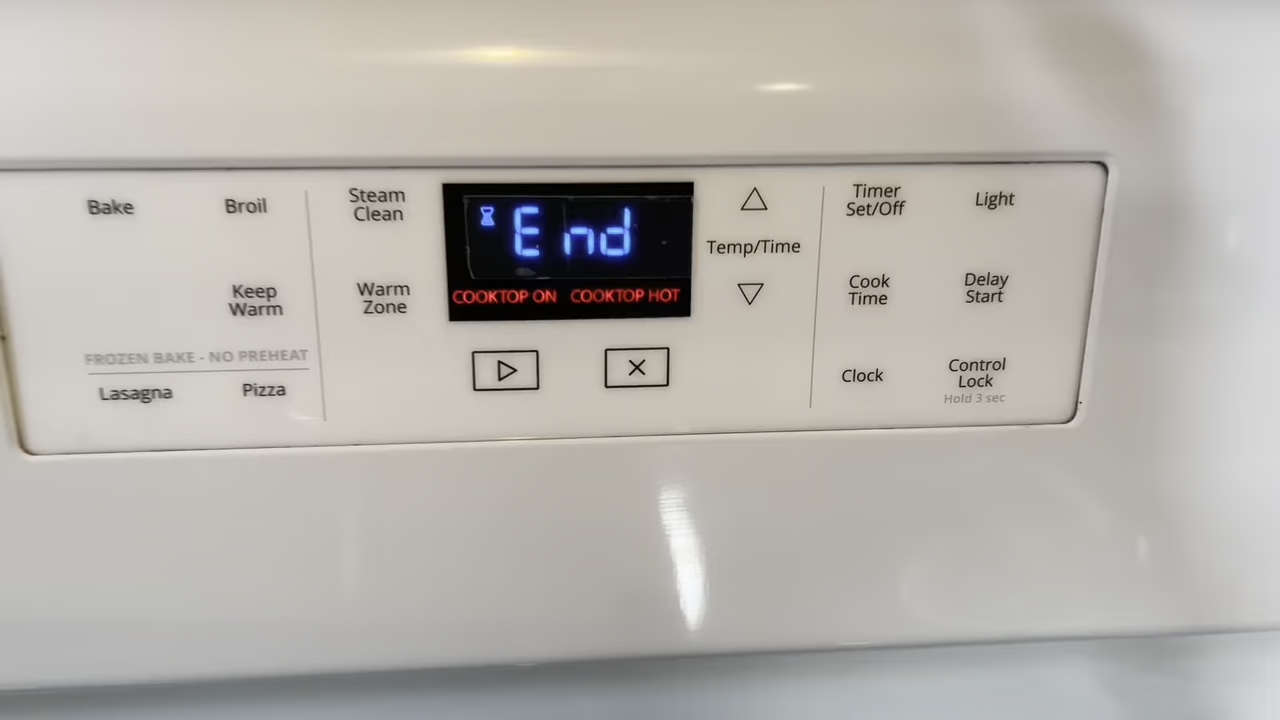 Bake
Broil
Keep
Warm
FROZEN BAKE - NO PREHEAT
Lasagna
Pizza
Steam
Clean
Warm
Zone
End
COOKTOP ON COOKTOP HOT
Temp/Time
Timer
Set/Off
Light
Cook
Time
Delay
Start
Clock
Control
Lock
Hold 3 sec